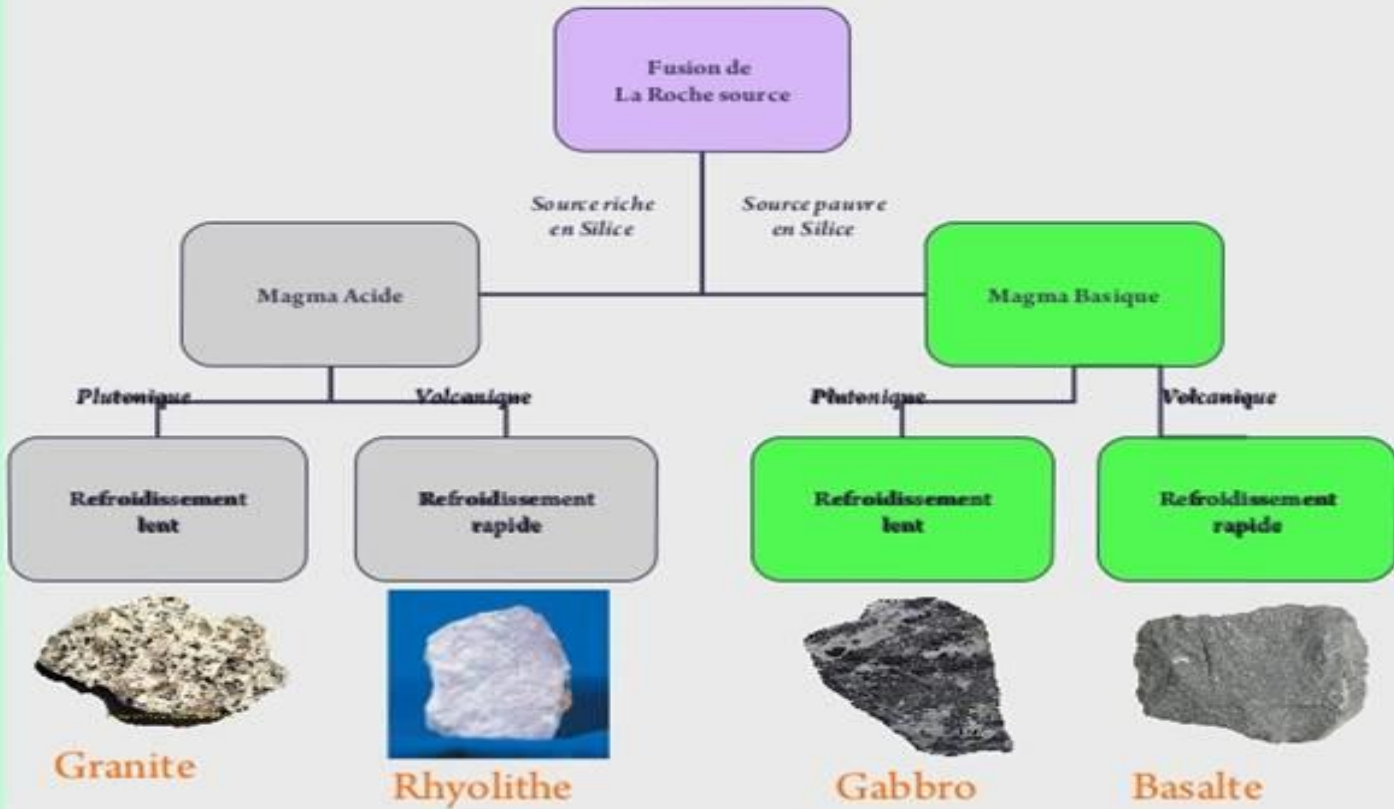 Fusion de
La Roche source
Source riche
en Silice
Source pauvre
en Silice
Magma Acide
Magma Basique
Plutonique
Volcanique
Plutonique
Volcanique
Refroidissement
lent
Refroidissement
rapide
Refroidissement
lent
Refroidissement
rapide
Granite
Rhyolithe
Gabbro
Basalte